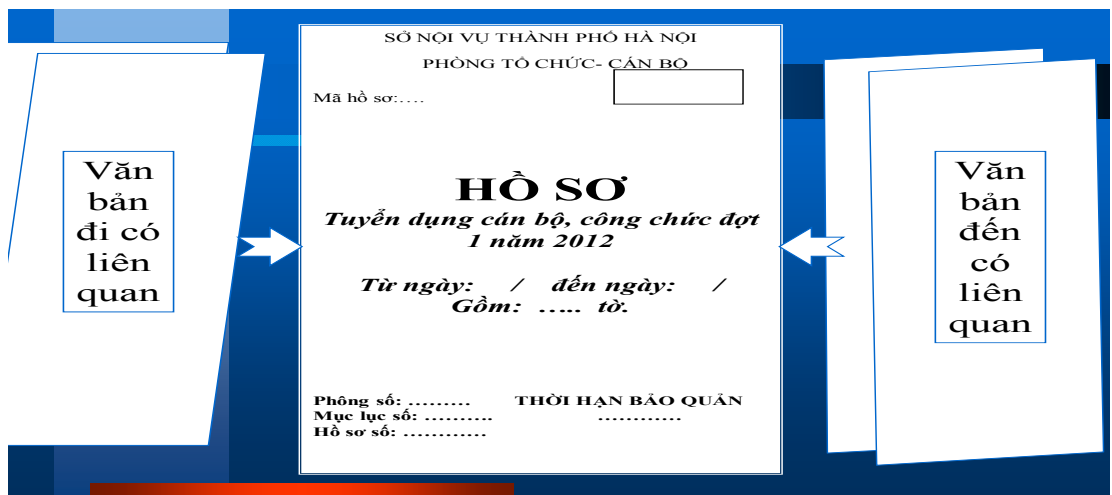 Văn
bản
đi có
liên
quan
SỞ NỘI VỤ THÀNH PHỐ HÀ NỘI
PHÒNG TỔ CHỨC- CÁN BỘ
Mã hồ sơ:....
HỒ SƠ
Tuyển dụng cán bộ, công chức đợt
1 năm 2012
Từ ngày: / đến ngày: /
Gồm: ..... tờ.
Phông số: ......... THỜI HẠN BẢO QUẢN
Mục lục số: .......... ............
Hồ sơ số: ............
Văn
bản
đến
có
liên
quan